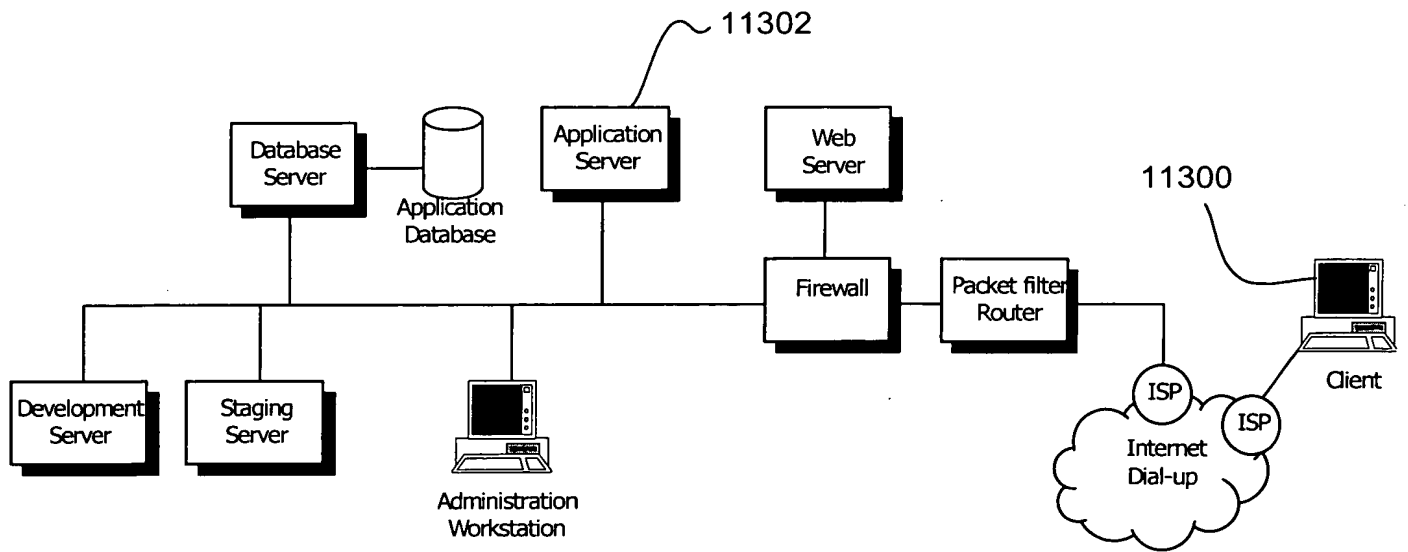 11302
Database
Server
Application
Database
Application
Server
Web
Server
11300
Firewall
Packet filter
Router
Client
Development
Server
Staging
Server
Administration
Workstation
ISP
ISP
Internet
Dial-up